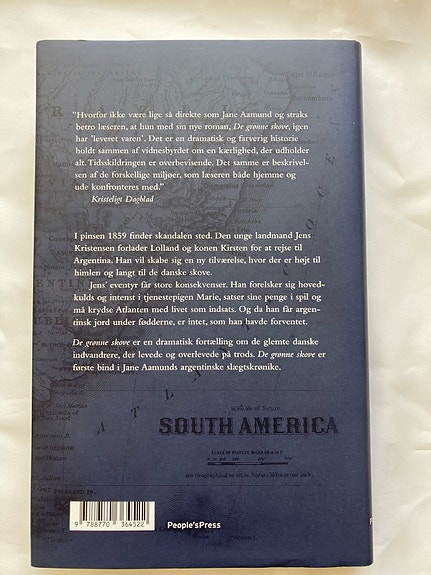 "Hvorfor ikke være lige så direkte som Jane Aamund og straks
betro læseren, at hun med sin nye roman, De grønne skove, igen
har 'leveret varen'. Det er en dramatisk og farverig historie
holdt sammen af vidnesbyrdet om en kærlighed, der udholder
alt. Tidsskildringen er overbevisende. Det samme er beskrivel-
sen af de forskellige miljøer, som læseren både hjemme og
ude konfronteres med."
Kristeligt Dagblad
I pinsen 1859 finder skandalen sted. Den unge landmand Jens
Kristensen forlader Lolland og konen Kirsten for at rejse til
Argentina. Han vil skabe sig en ny tilværelse, hvor der er højt til
himlen og langt til de danske skove.
Jens' eventyr får store konsekvenser. Han forelsker sig hoved-
kulds og intenst i tjenestepigen Marie, satser sine penge i spil og
må krydse Atlanten med livet som indsats. Og da han får argen-
tinsk jord under fødderne, er intet, som han havde forventet.
De grønne skove er en dramatisk fortælling om de glemte danske
indvandrere, der levede og overlevede på trods. De grønne skove er
første bind i Jane Aamunds argentinske slægtskrønike.
ATLANTIC
OCE
SOUTH AMERICA
9 788770 364522
People'sPress